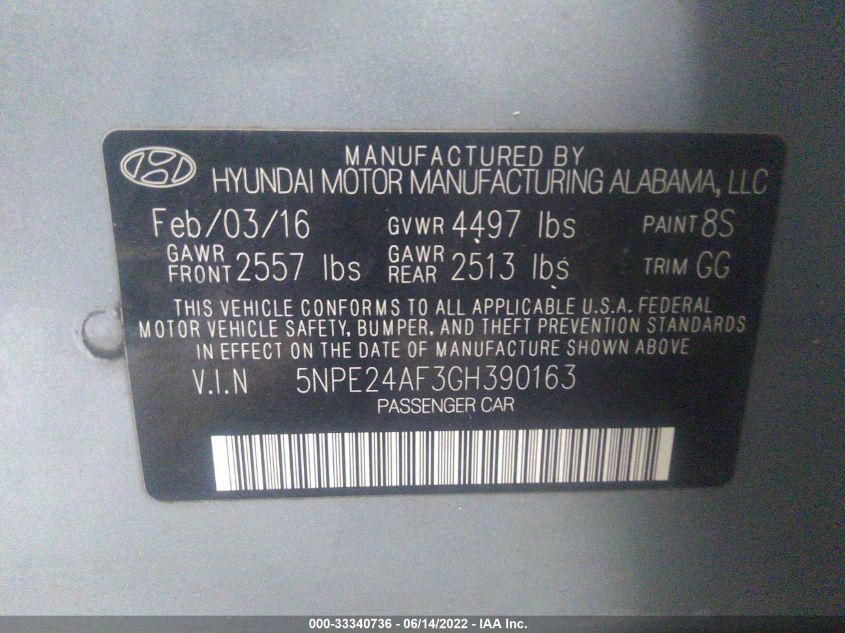 MANUFACTURED BY
HYUNDAI MOTOR MANUFACTURING ALABAMA, LLC
Feb/03/16 GVWR 4497 lbs PAINT 8S
GAWR FRONT 2557 lbs GAWR REAR 2513 lbs TRIM GG
THIS VEHICLE CONFORMS TO ALL APPLICABLE U.S.A. FEDERAL
MOTOR VEHICLE SAFETY, BUMPER, AND THEFT PREVENTION STANDARDS
IN EFFECT ON THE DATE OF MANUFACTURE SHOWN ABOVE
V.I.N 5NPE24AF3GH390163
PASSENGER CAR
000-33340736 - 06/14/2022 - IAA Inc.